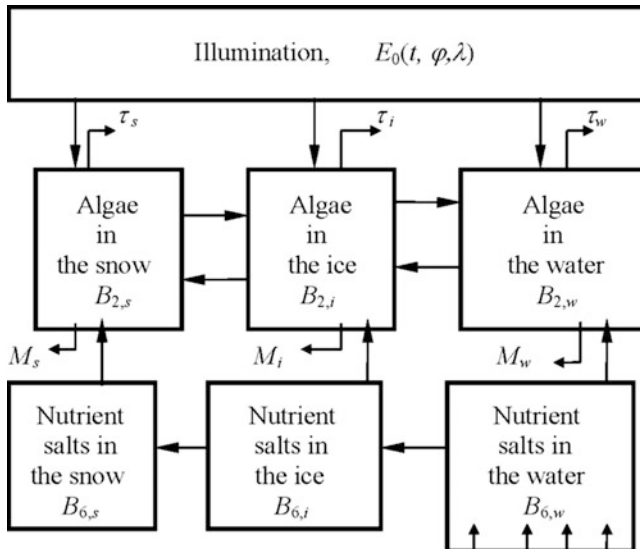 Illumination, E₀(t, φ,λ)
τₛ
τᵢ
τ_w
Algae
in
the snow
B₂,ₛ
Algae
in
the ice
B₂,ᵢ
Algae
in
the water
B₂,w
Mₛ
Mᵢ
M_w
Nutrient
salts in
the snow
B₆,ₛ
Nutrient
salts in
the ice
B₆,ᵢ
Nutrient
salts in
the water
B₆,w